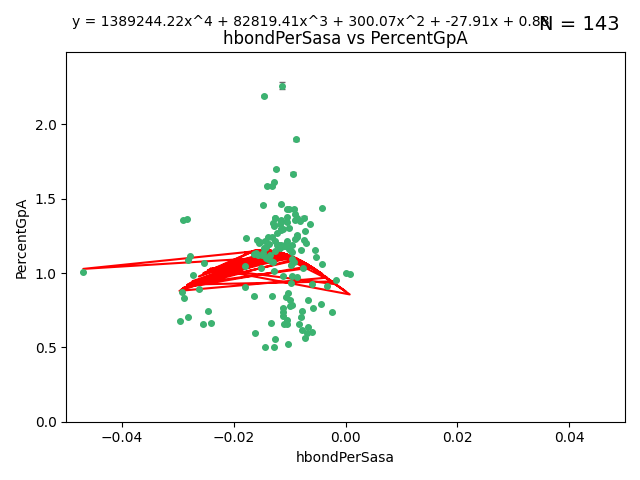 y = 1389244.22x^4 + 82819.41x^3 + 300.07x^2 + -27.91x + 0.88
N = 143
hbondPerSasa vs PercentGpA
PercentGpA
2.0
1.5
1.0
0.5
0.0
−0.04 −0.02 0.00 0.02 0.04
hbondPerSasa